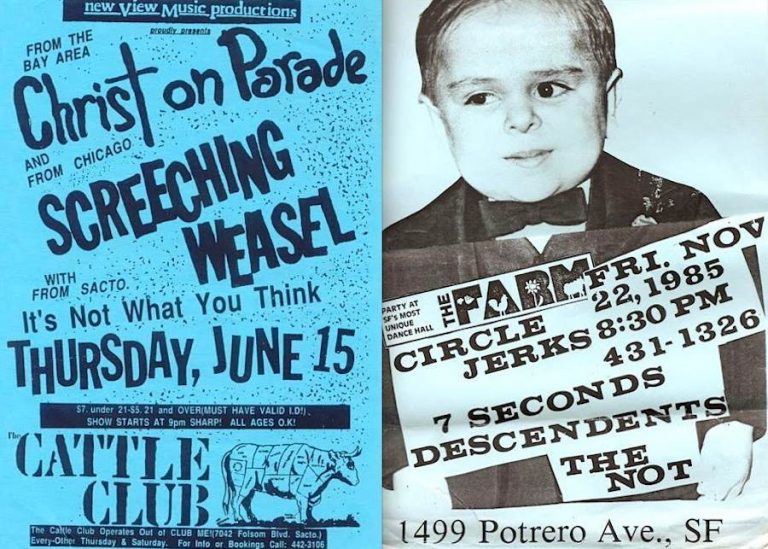 new View Music productions
proudly presents
FROM THE
BAY AREA
Christ on Parade
AND
FROM CHICAGO
SCREECHING
WEASEL
WITH
FROM SACTO.
It's Not What You Think
THURSDAY, JUNE 15
$7. under 21-$5. 21 and OVER(MUST HAVE VALID I.D!)
SHOW STARTS AT 9pm SHARP! ALL AGES O.K!
The
CATTLE
CLUB
The Cattle Club Operates Out of CLUB ME!(7042 Folsom Blvd. Sacto.)
Every-Other Thursday & Saturday. For Info or Bookings Call: 442-3106
PARTY AT
SF'S MOST
UNIQUE
DANCE HALL
THE FARM
FRI. NOV
22, 1985
8:30 PM
431-1326
CIRCLE
JERKS
7 SECONDS
DESCENDENTS
THE
NOT
1499 Potrero Ave., SF